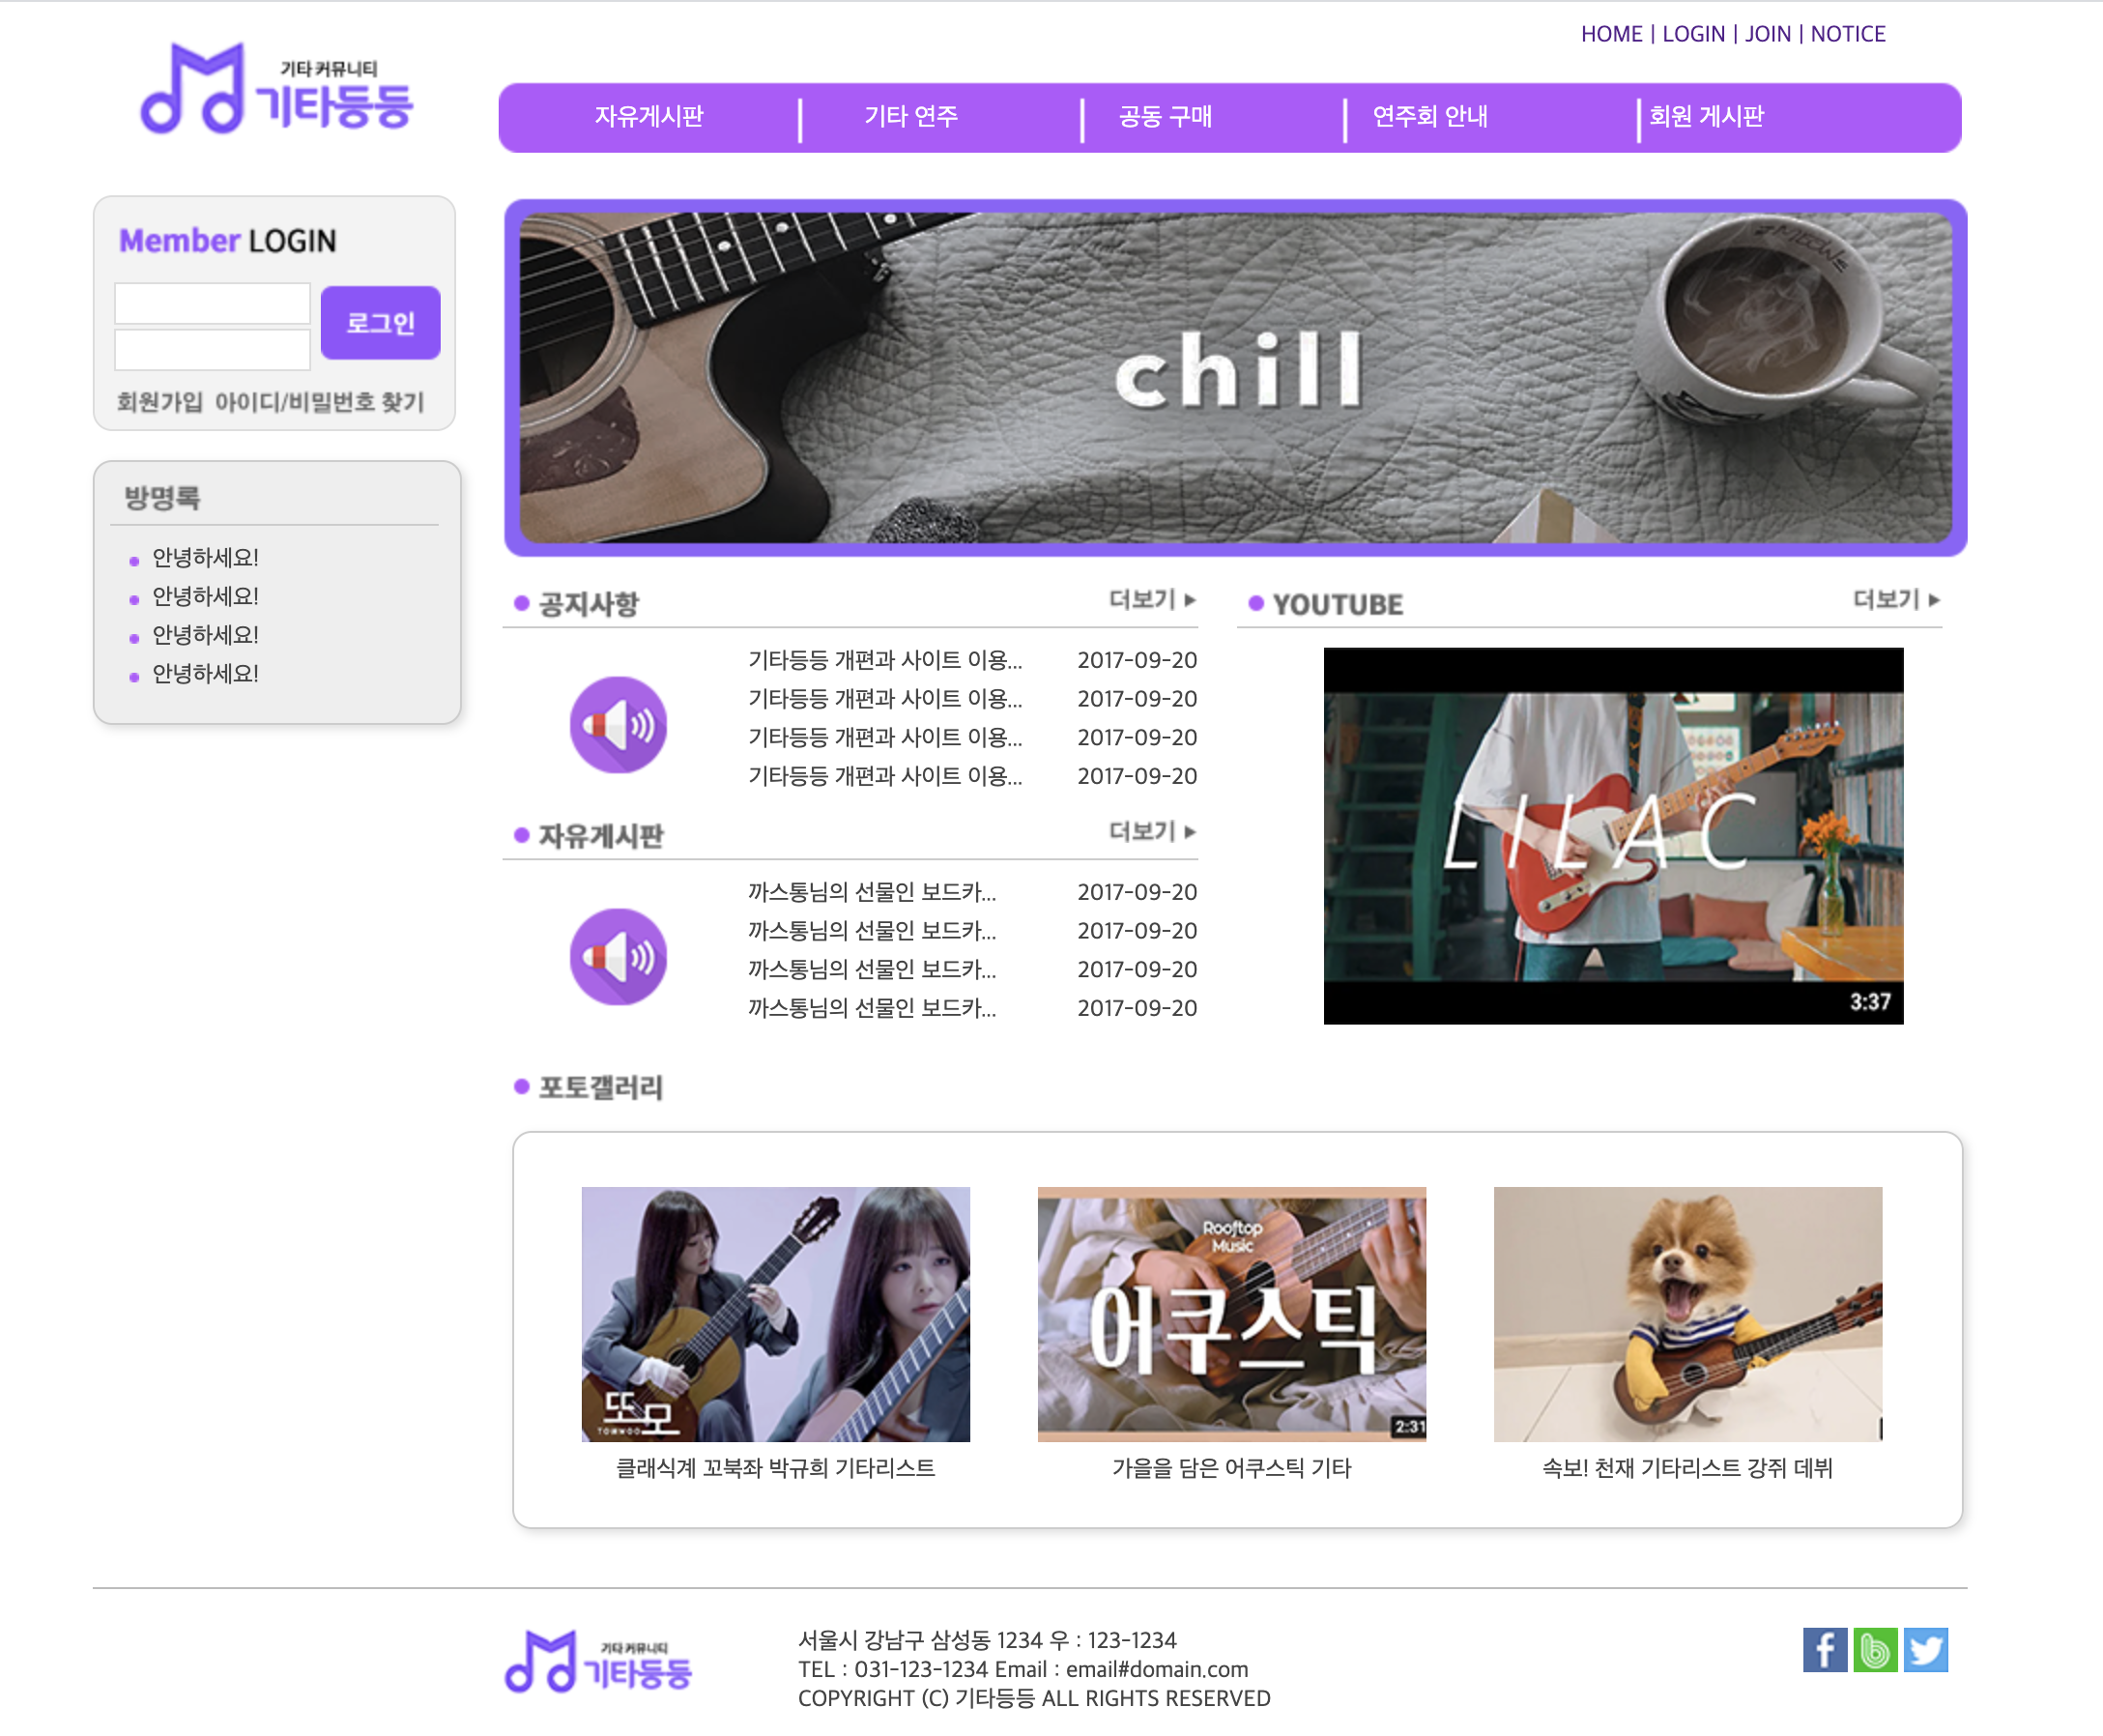 HOME | LOGIN | JOIN | NOTICE
기타 커뮤니티
기타등등
자유게시판
기타 연주
공동 구매
연주회 안내
회원 게시판
Member LOGIN
로그인
회원가입 아이디/비밀번호 찾기
방명록
안녕하세요!
안녕하세요!
안녕하세요!
안녕하세요!
chill
공지사항
더보기
기타등등 개편과 사이트 이용... 2017-09-20
기타등등 개편과 사이트 이용... 2017-09-20
기타등등 개편과 사이트 이용... 2017-09-20
기타등등 개편과 사이트 이용... 2017-09-20
자유게시판
더보기
까스통님의 선물인 보드카... 2017-09-20
까스통님의 선물인 보드카... 2017-09-20
까스통님의 선물인 보드카... 2017-09-20
까스통님의 선물인 보드카... 2017-09-20
YOUTUBE
더보기
LILAC
3:37
포토갤러리
또모
클래식계 꼬북좌 박규희 기타리스트
Rooftop
Music
어쿠스틱
2:31
가을을 담은 어쿠스틱 기타
속보! 천재 기타리스트 강쥐 데뷔
기타 커뮤니티
기타등등
서울시 강남구 삼성동 1234 우 : 123-1234
TEL : 031-123-1234 Email : email#domain.com
COPYRIGHT (C) 기타등등 ALL RIGHTS RESERVED